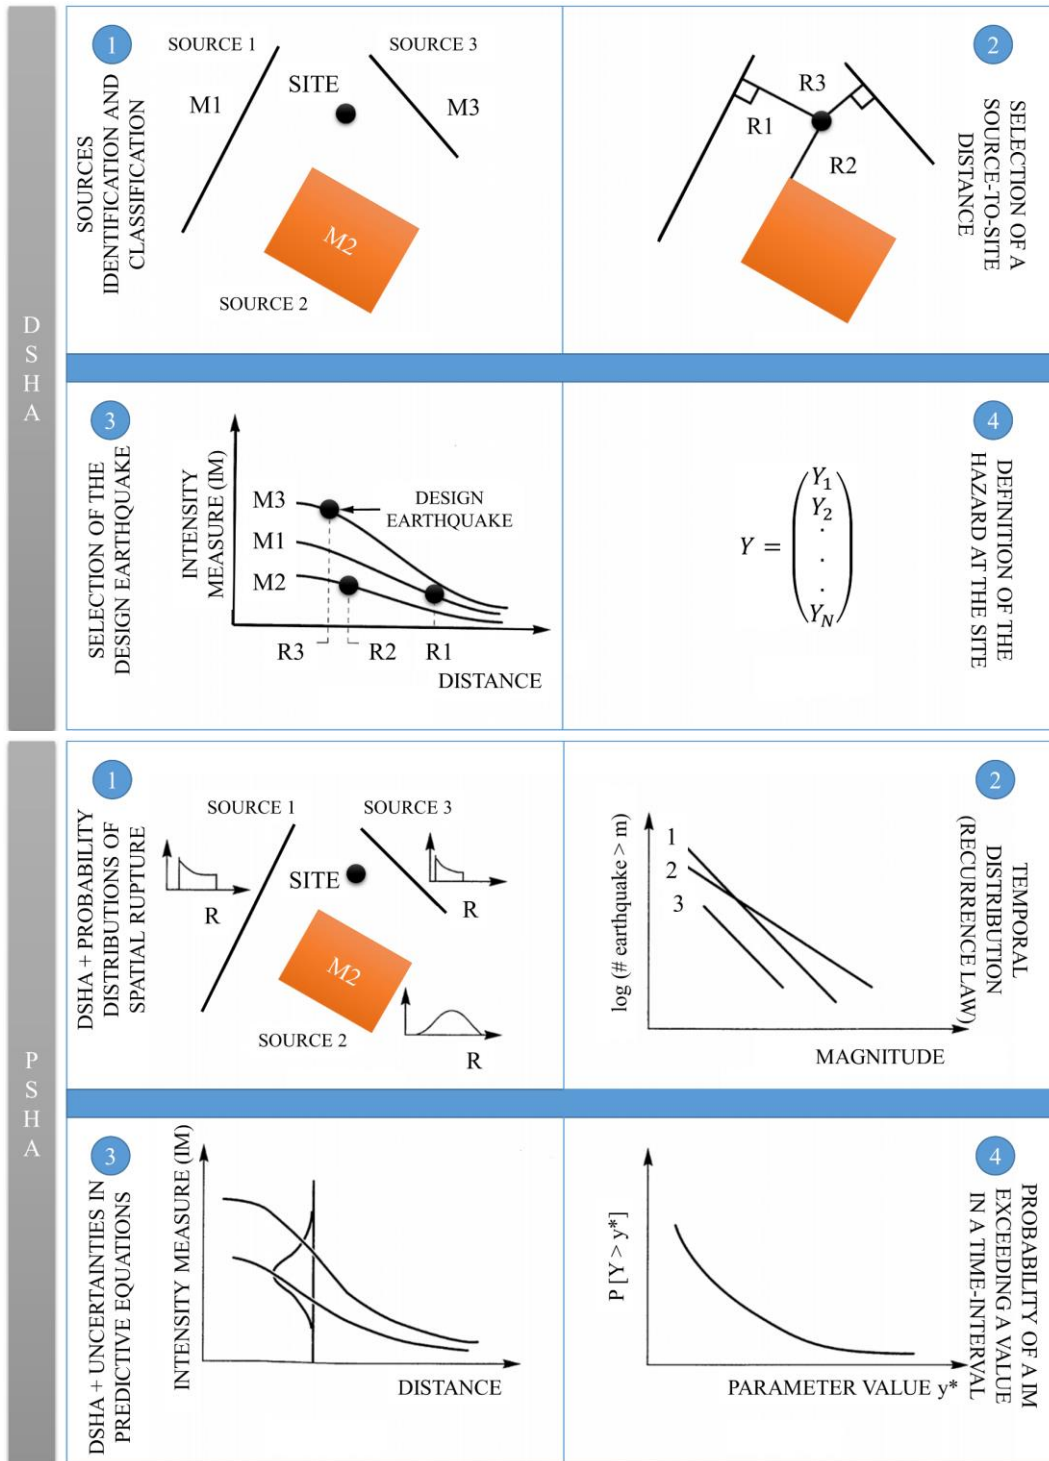 D
S
H
A
1
SOURCES
IDENTIFICATION AND
CLASSIFICATION
SOURCE 1
SOURCE 3
SITE
M1
M3
M2
SOURCE 2
2
SELECTION OF A
SOURCE-TO-SITE
DISTANCE
R3
R1
R2
3
SELECTION OF THE
DESIGN EARTHQUAKE
INTENSITY
MEASURE (IM)
M3
M1
M2
DESIGN
EARTHQUAKE
R3
R2
R1
DISTANCE
4
DEFINITION OF THE
HAZARD AT THE SITE
Y =
Y1
Y2
.
.
.
YN
P
S
H
A
1
DSHA + PROBABILITY
DISTRIBUTIONS OF
SPATIAL RUPTURE
SOURCE 1
SOURCE 3
SITE
R
R
M2
SOURCE 2
R
2
TEMPORAL
DISTRIBUTION
(RECURRENCE LAW)
log (# earthquake > m)
1
2
3
MAGNITUDE
3
DSHA + UNCERTAINTIES IN
PREDICTIVE EQUATIONS
INTENSITY MEASURE (IM)
DISTANCE
4
PROBABILITY OF A IM
EXCEEDING A VALUE
IN A TIME-INTERVAL
P [ Y > y*]
PARAMETER VALUE y*